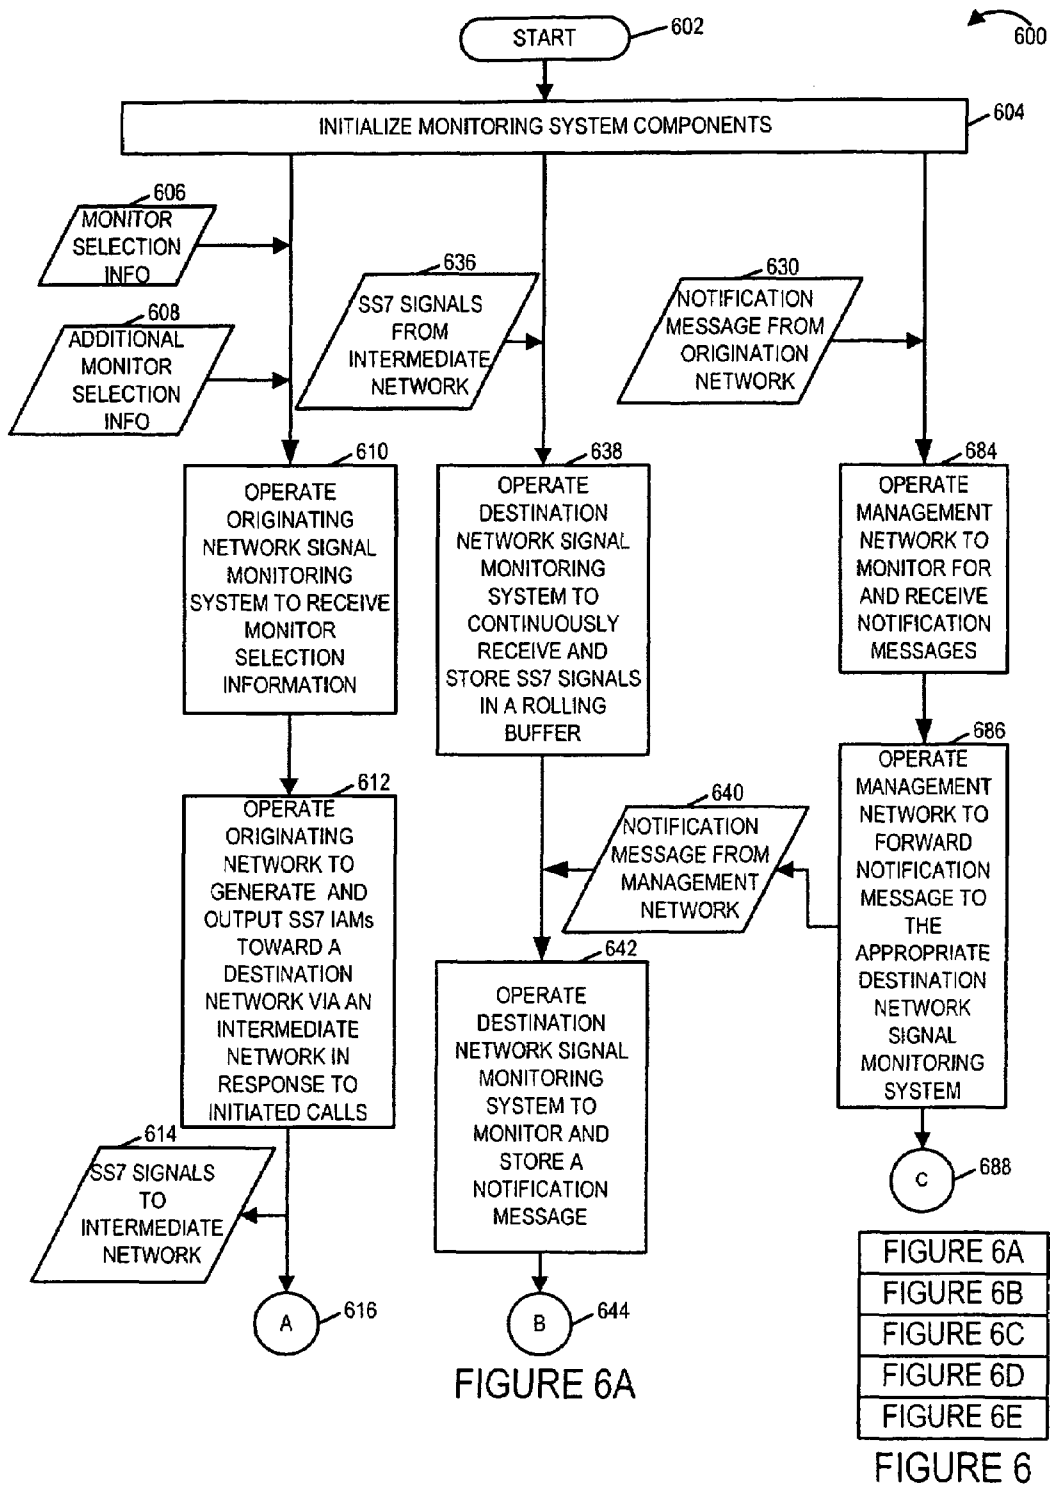 START
602
600
INITIALIZE MONITORING SYSTEM COMPONENTS
604
606
MONITOR
SELECTION
INFO
608
ADDITIONAL
MONITOR
SELECTION
INFO
636
SS7 SIGNALS
FROM
INTERMEDIATE
NETWORK
630
NOTIFICATION
MESSAGE FROM
ORIGINATION
NETWORK
610
OPERATE
ORIGINATING
NETWORK SIGNAL
MONITORING
SYSTEM TO RECEIVE
MONITOR
SELECTION
INFORMATION
638
OPERATE
DESTINATION
NETWORK SIGNAL
MONITORING
SYSTEM TO
CONTINUOUSLY
RECEIVE AND
STORE SS7 SIGNALS
IN A ROLLING
BUFFER
684
OPERATE
MANAGEMENT
NETWORK TO
MONITOR FOR
AND RECEIVE
NOTIFICATION
MESSAGES
612
OPERATE
ORIGINATING
NETWORK TO
GENERATE AND
OUTPUT SS7 IAMs
TOWARD A
DESTINATION
NETWORK VIA AN
INTERMEDIATE
NETWORK IN
RESPONSE TO
INITIATED CALLS
640
NOTIFICATION
MESSAGE FROM
MANAGEMENT
NETWORK
686
OPERATE
MANAGEMENT
NETWORK TO
FORWARD
NOTIFICATION
MESSAGE TO
THE
APPROPRIATE
DESTINATION
NETWORK
SIGNAL
MONITORING
SYSTEM
642
OPERATE
DESTINATION
NETWORK SIGNAL
MONITORING
SYSTEM TO
MONITOR AND
STORE A
NOTIFICATION
MESSAGE
614
SS7 SIGNALS
TO
INTERMEDIATE
NETWORK
C
688
A
616
B
644
FIGURE 6A
FIGURE 6A
FIGURE 6B
FIGURE 6C
FIGURE 6D
FIGURE 6E
FIGURE 6